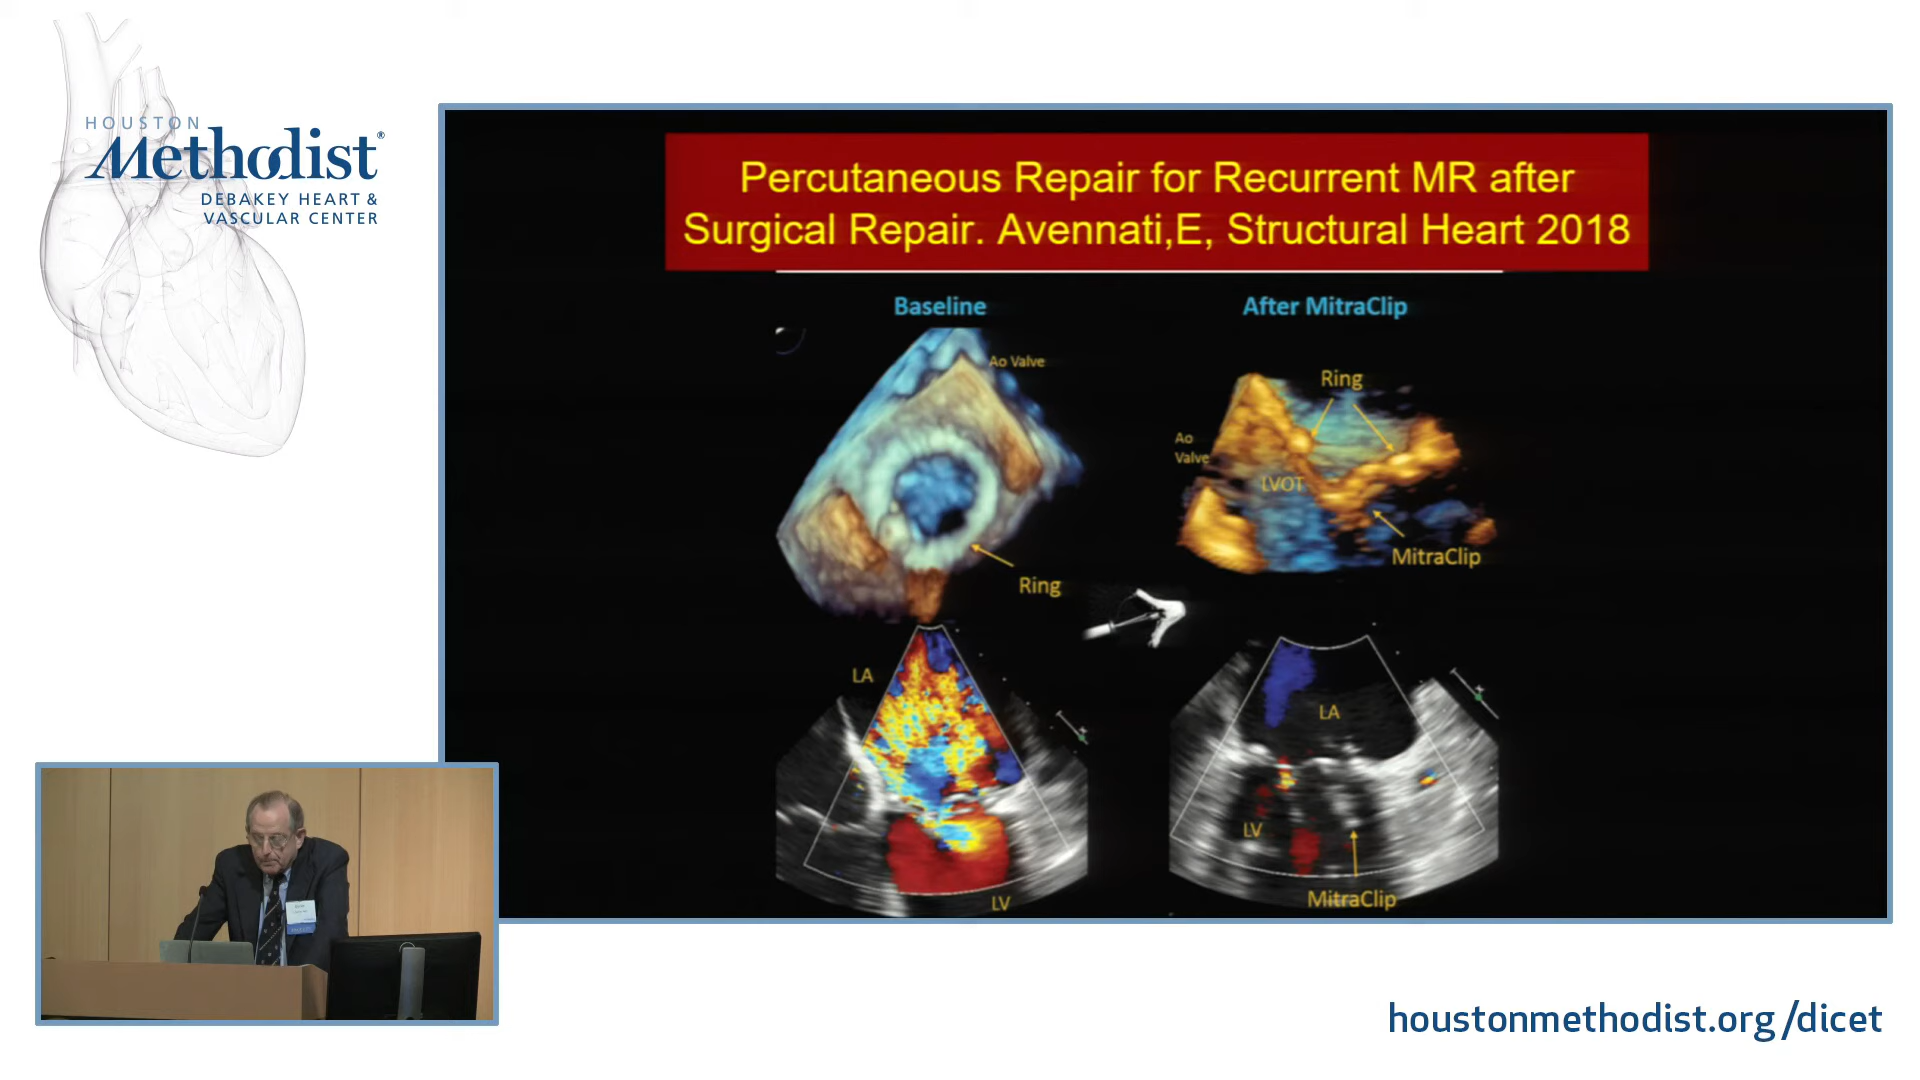 HOUSTON
Methodist®
DEBAKEY HEART &
VASCULAR CENTER
Percutaneous Repair for Recurrent MR after
Surgical Repair. Avennati,E, Structural Heart 2018
Baseline
After MitraClip
Ao Valve
Ring
Ring
Ao
Valve
LVOT
MitraClip
LA
LV
LA
LV
MitraClip
houstonmethodist.org/dicet